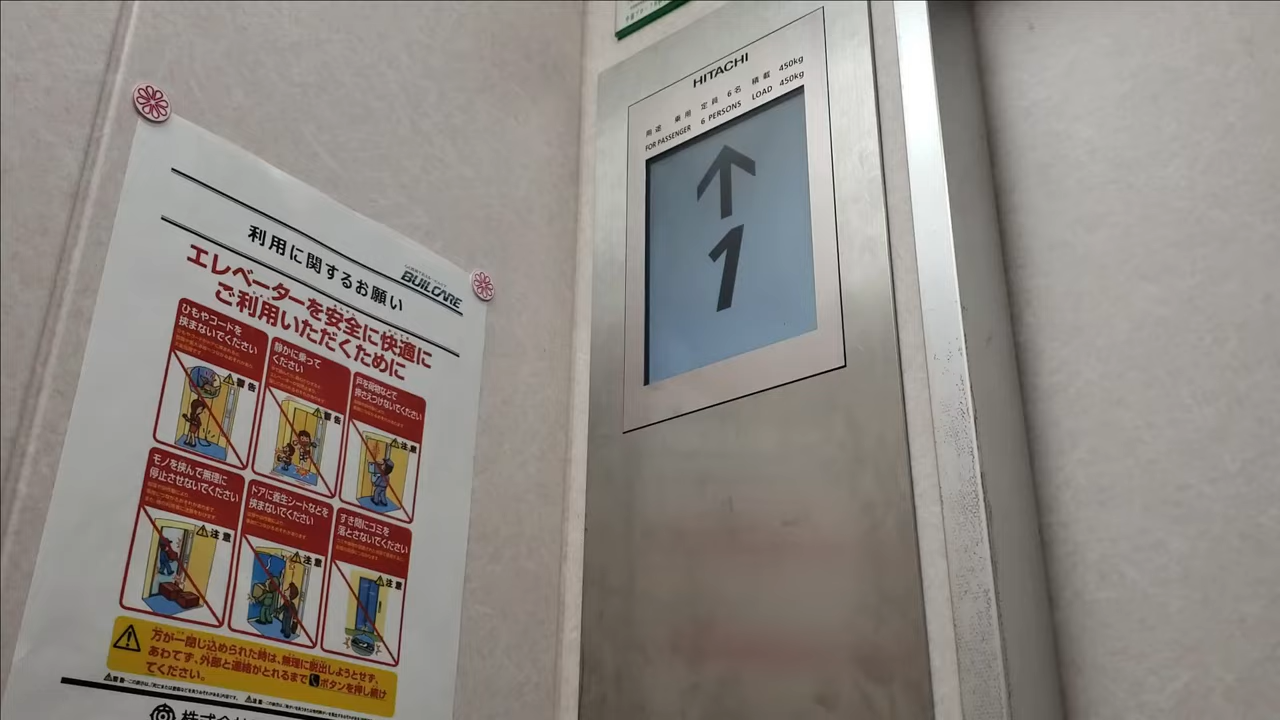 利用に関するお願い
BUILCARE
エレベーターを安全に快適に
ご利用いただくために
ひもやコードを
挟まないでください
警告
静かに乗って
ください
警告
戸を荷物などで
押さえつけないでください
注意
モノを挟んで無理に
停止させないでください
注意
ドアに養生シートなどを
挟まないでください
注意
すき間にゴミを
落とさないでください
注意
万が一閉じ込められた時は、無理に脱出しようとせず、
あわてず、外部と連絡がとれるまで ボタンを押し続け
てください。
株式会
HITACHI
用途 乗用 定員 6名 積載 450kg
FOR PASSENGER 6 PERSONS LOAD 450kg
↑
1